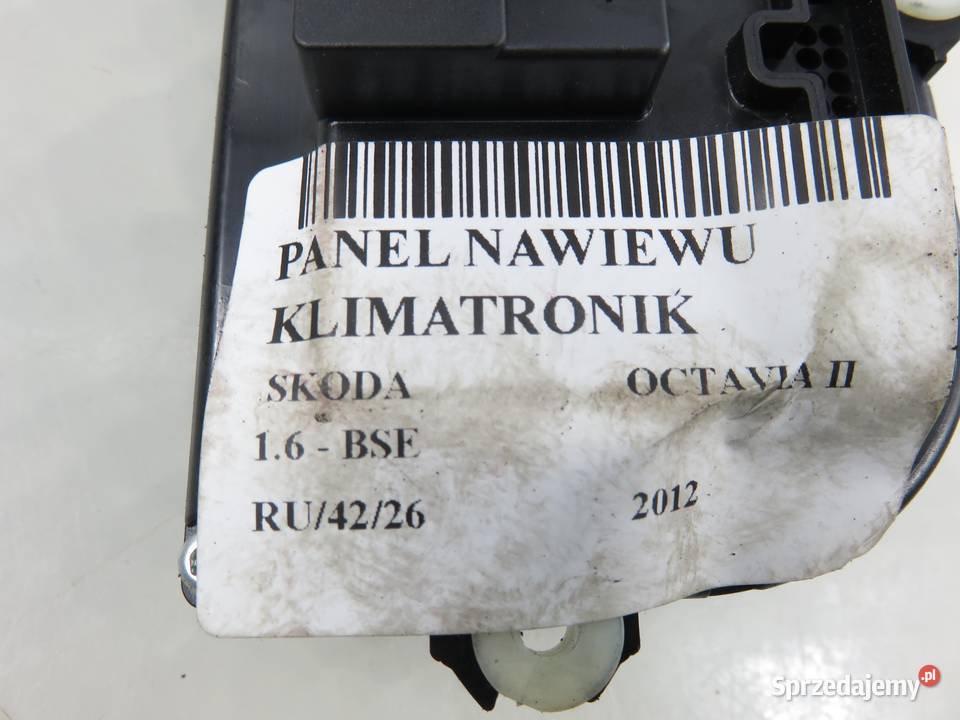 PANEL NAWIEWU
KLIMATRONIK
SKODA OCTAVIA II
1.6 - BSE
RU/42/26 2012
Sprzedajemy.pl